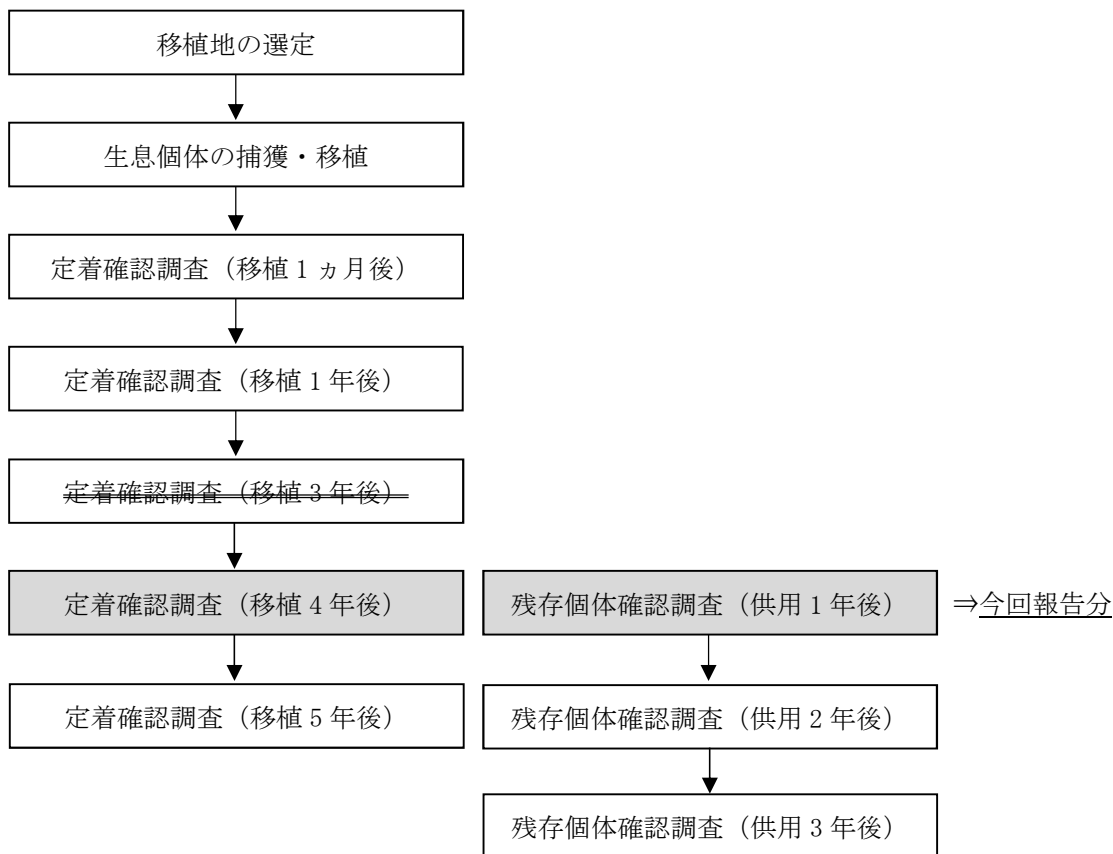 移植地の選定
生息個体の捕獲・移植
定着確認調査（移植1ヵ月後）
定着確認調査（移植1年後）
定着確認調査（移植3年後）
定着確認調査（移植4年後）
残存個体確認調査（供用1年後）
⇒今回報告分
定着確認調査（移植5年後）
残存個体確認調査（供用2年後）
残存個体確認調査（供用3年後）